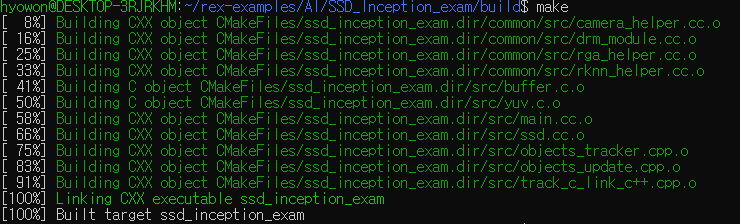 hyowon@DESKTOP-3RJRKHM:~/rex-examples/AI/SSD_Inception_exam/build$ make
[  8%] Building CXX object CMakeFiles/ssd_inception_exam.dir/common/src/camera_helper.cc.o
[ 16%] Building CXX object CMakeFiles/ssd_inception_exam.dir/common/src/drm_module.cc.o
[ 25%] Building CXX object CMakeFiles/ssd_inception_exam.dir/common/src/rga_helper.cc.o
[ 33%] Building CXX object CMakeFiles/ssd_inception_exam.dir/common/src/rknn_helper.cc.o
[ 41%] Building C object CMakeFiles/ssd_inception_exam.dir/src/buffer.c.o
[ 50%] Building C object CMakeFiles/ssd_inception_exam.dir/src/yuv.c.o
[ 58%] Building CXX object CMakeFiles/ssd_inception_exam.dir/src/main.cc.o
[ 66%] Building CXX object CMakeFiles/ssd_inception_exam.dir/src/ssd.cc.o
[ 75%] Building CXX object CMakeFiles/ssd_inception_exam.dir/src/objects_tracker.cpp.o
[ 83%] Building CXX object CMakeFiles/ssd_inception_exam.dir/src/objects_update.cpp.o
[ 91%] Building CXX object CMakeFiles/ssd_inception_exam.dir/src/track_c_link_c++.cpp.o
[100%] Linking CXX executable ssd_inception_exam
[100%] Built target ssd_inception_exam